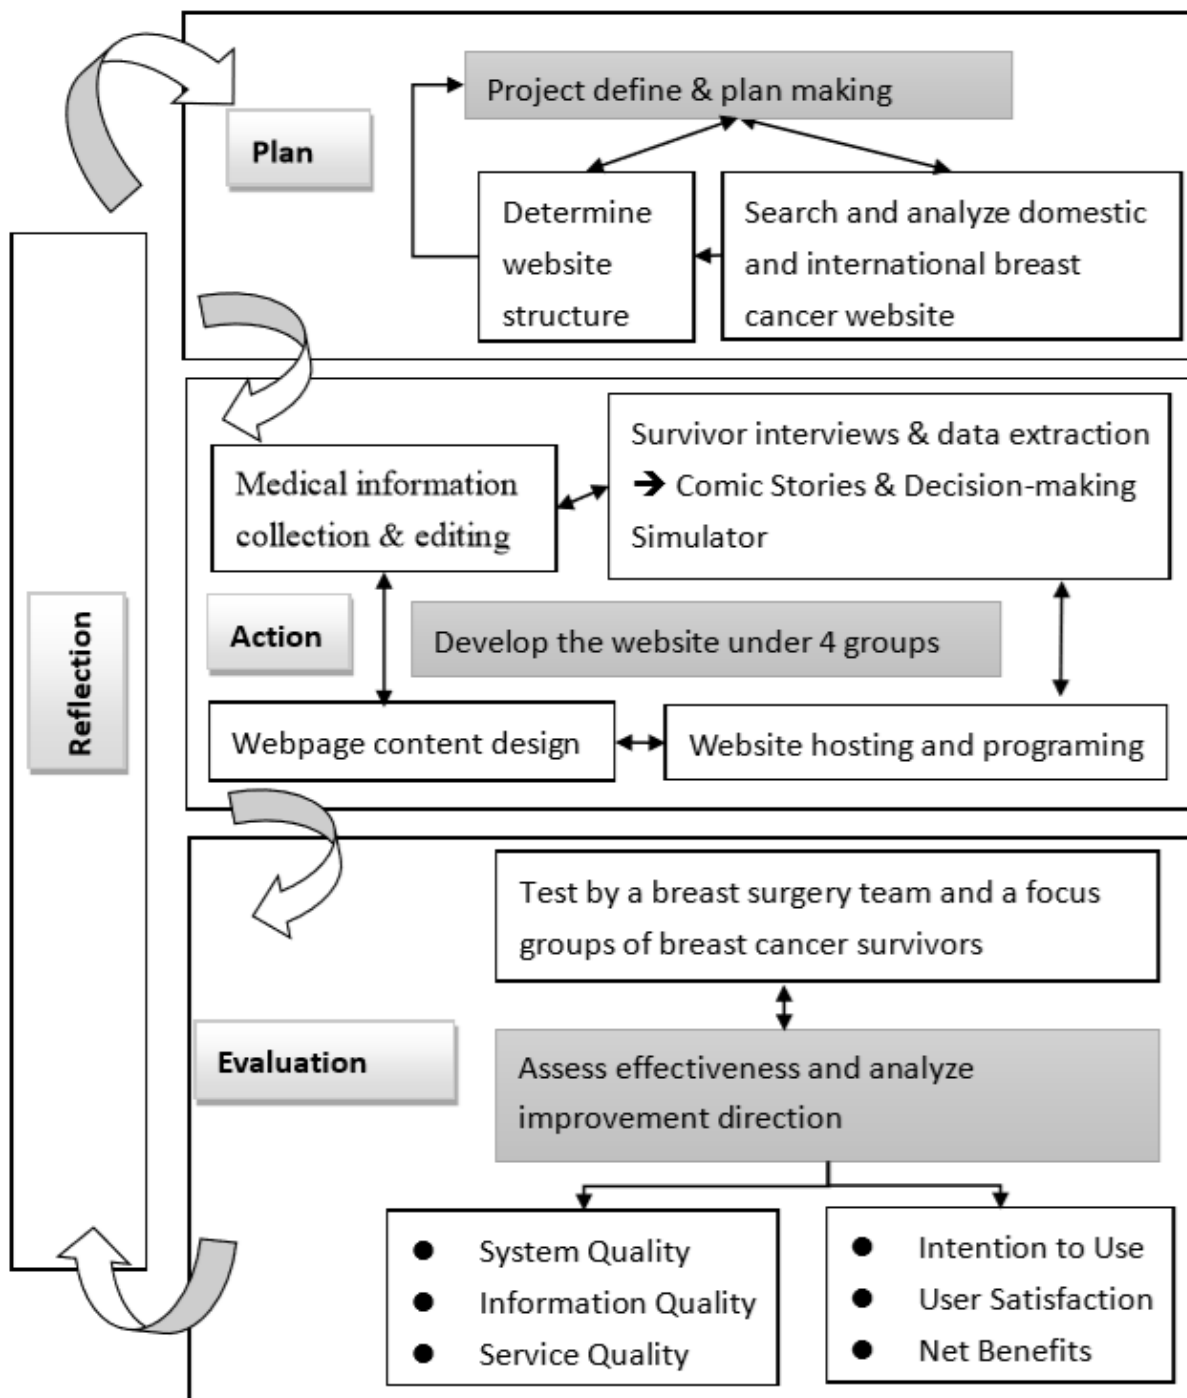 Project define & plan making
Plan
Determine
website
structure
Search and analyze domestic
and international breast
cancer website
Survivor interviews & data extraction
➔ Comic Stories & Decision-making
Simulator
Medical information
collection & editing
Action
Develop the website under 4 groups
Reflection
Webpage content design
Website hosting and programing
Test by a breast surgery team and a focus
groups of breast cancer survivors
Evaluation
Assess effectiveness and analyze
improvement direction
● System Quality
● Information Quality
● Service Quality
● Intention to Use
● User Satisfaction
● Net Benefits